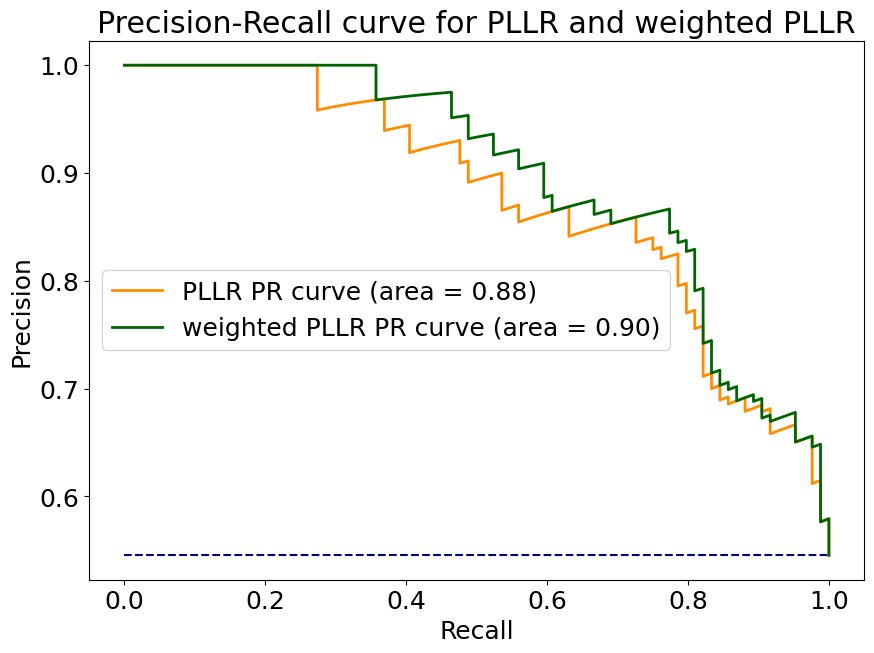 Precision-Recall curve for PLLR and weighted PLLR
1.0
0.9
0.8
0.7
0.6
Precision
PLLR PR curve (area = 0.88)
weighted PLLR PR curve (area = 0.90)
0.0 0.2 0.4 0.6 0.8 1.0
Recall